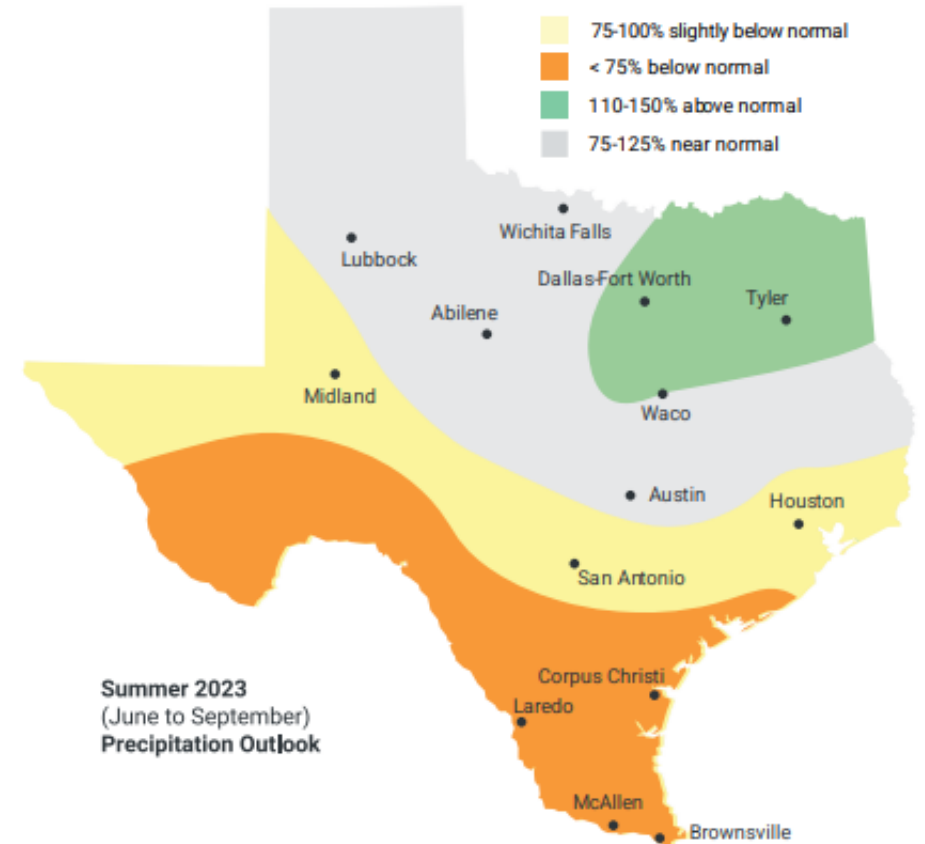 75-100% slightly below normal
< 75% below normal
110-150% above normal
75-125% near normal
Wichita Falls
Lubbock
Dallas-Fort Worth
Tyler
Abilene
Midland
Waco
Austin
Houston
San Antonio
Corpus Christi
Laredo
McAllen
Brownsville
Summer 2023
(June to September)
Precipitation Outlook